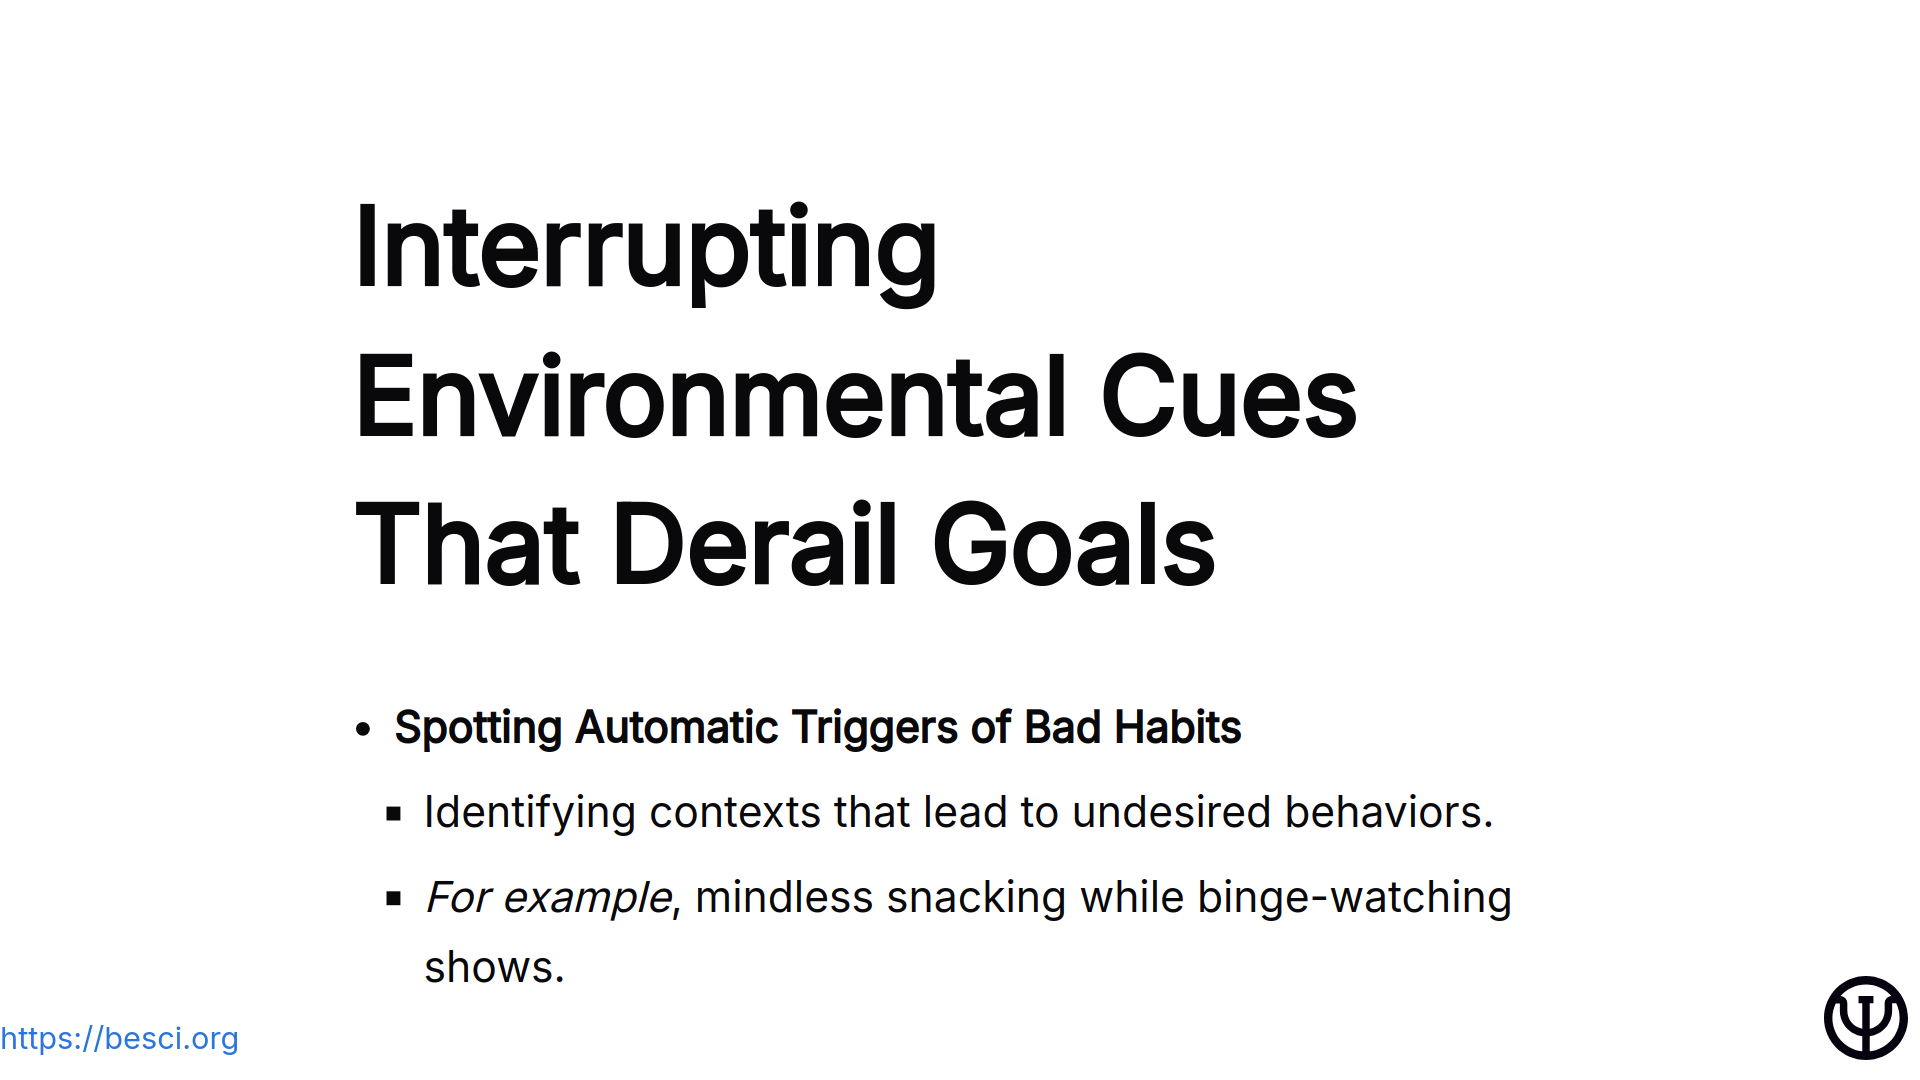 Interrupting
Environmental Cues
That Derail Goals
• Spotting Automatic Triggers of Bad Habits
▪ Identifying contexts that lead to undesired behaviors.
▪ For example, mindless snacking while binge-watching
shows.
https://besci.org